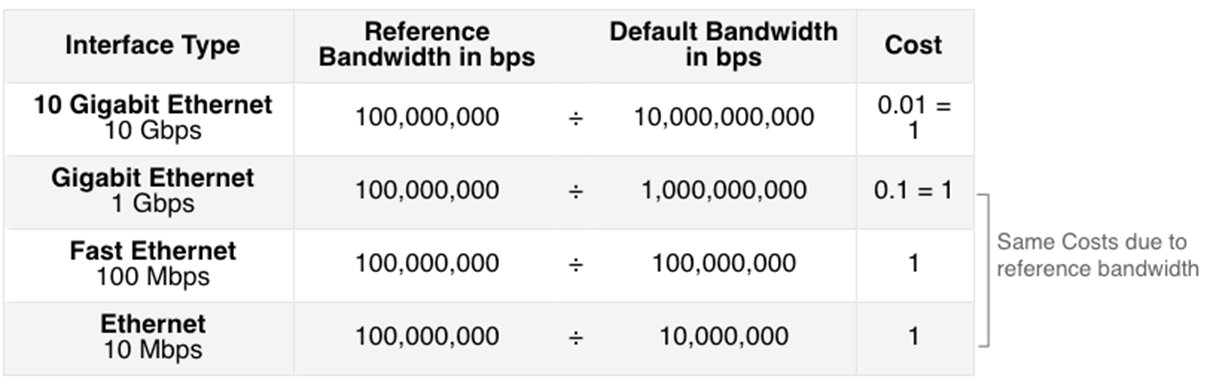 Interface Type
Reference
Bandwidth in bps
Default Bandwidth
in bps
Cost
10 Gigabit Ethernet
10 Gbps
100,000,000
÷
10,000,000,000
0.01 =
1
Gigabit Ethernet
1 Gbps
100,000,000
÷
1,000,000,000
0.1 = 1
Fast Ethernet
100 Mbps
100,000,000
÷
100,000,000
1
Ethernet
10 Mbps
100,000,000
÷
10,000,000
1
Same Costs due to
reference bandwidth